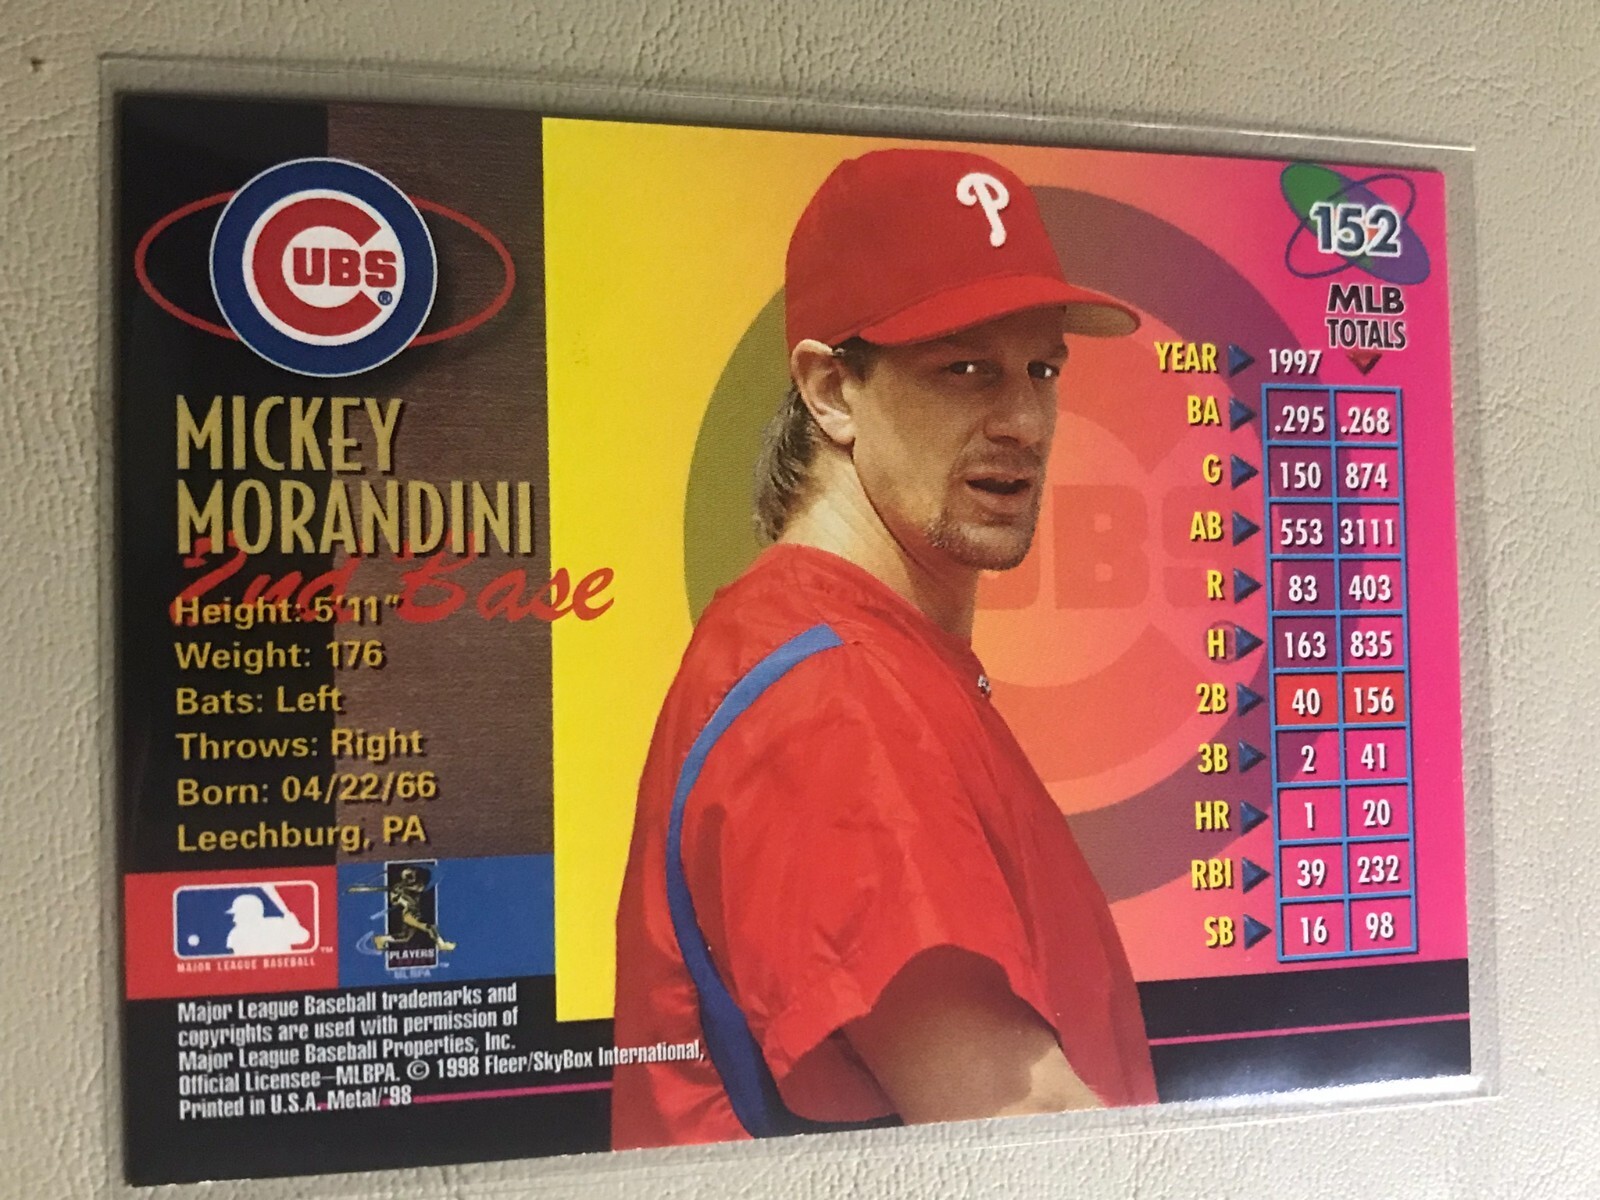 CUBS
MICKEY
MORANDINI
2nd Base
Height: 5'11"
Weight: 176
Bats: Left
Throws: Right
Born: 04/22/66
Leechburg, PA
MAJOR LEAGUE BASEBALL™
PLAYERS
MLBPA
Major League Baseball trademarks and
copyrights are used with permission of
Major League Baseball Properties, Inc.
Official Licensee–MLBPA. © 1998 Fleer/SkyBox International,
Printed in U.S.A. Metal/'98
P
UBS
152
MLB
TOTALS
YEAR 1997
BA .295 .268
G 150 874
AB 553 3111
R 83 403
H 163 835
2B 40 156
3B 2 41
HR 1 20
RBI 39 232
SB 16 98